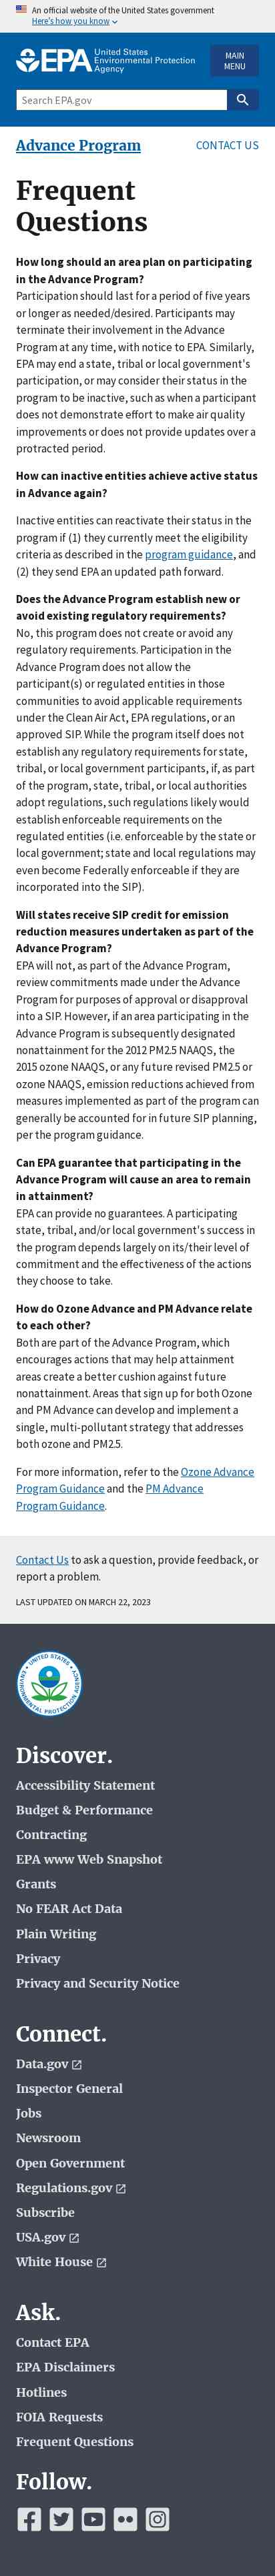 An official website of the United States government
Here's how you know
EPA United States
Environmental Protection
Agency
MAIN
MENU
Search EPA.gov
Advance Program
CONTACT US
Frequent
Questions
How long should an area plan on participating
in the Advance Program?
Participation should last for a period of five years
or longer as needed/desired. Participants may
terminate their involvement in the Advance
Program at any time, with notice to EPA. Similarly,
EPA may end a state, tribal or local government's
participation, or may consider that state in the
program to be inactive, such as when a participant
does not demonstrate effort to make air quality
improvements or does not provide updates over a
protracted period.
How can inactive entities achieve active status
in Advance again?
Inactive entities can reactivate their status in the
program if (1) they currently meet the eligibility
criteria as described in the program guidance, and
(2) they send EPA an updated path forward.
Does the Advance Program establish new or
avoid existing regulatory requirements?
No, this program does not create or avoid any
regulatory requirements. Participation in the
Advance Program does not allow the
participant(s) or regulated entities in those
communities to avoid applicable requirements
under the Clean Air Act, EPA regulations, or an
approved SIP. While the program itself does not
establish any regulatory requirements for state,
tribal, or local government participants, if, as part
of the program, state, tribal, or local authorities
adopt regulations, such regulations likely would
establish enforceable requirements on the
regulated entities (i.e. enforceable by the state or
local government; state and local regulations may
even become Federally enforceable if they are
incorporated into the SIP).
Will states receive SIP credit for emission
reduction measures undertaken as part of the
Advance Program?
EPA will not, as part of the Advance Program,
review commitments made under the Advance
Program for purposes of approval or disapproval
into a SIP. However, if an area participating in the
Advance Program is subsequently designated
nonattainment for the 2012 PM2.5 NAAQS, the
2015 ozone NAAQS, or any future revised PM2.5 or
ozone NAAQS, emission reductions achieved from
measures implemented as part of this program can
generally be accounted for in future SIP planning,
per the program guidance.
Can EPA guarantee that participating in the
Advance Program will cause an area to remain
in attainment?
EPA can provide no guarantees. A participating
state, tribal, and/or local government's success in
the program depends largely on its/their level of
involvement and the effectiveness of the actions
they choose to take.
How do Ozone Advance and PM Advance relate
to each other?
Both are part of the Advance Program, which
encourages actions that may help attainment
areas create a better cushion against future
nonattainment. Areas that sign up for both Ozone
and PM Advance can develop and implement a
single, multi-pollutant strategy that addresses
both ozone and PM2.5.
For more information, refer to the Ozone Advance
Program Guidance and the PM Advance
Program Guidance.
Contact Us to ask a question, provide feedback, or
report a problem.
LAST UPDATED ON MARCH 22, 2023
UNITED STATES
ENVIRONMENTAL PROTECTION AGENCY
Discover.
Accessibility Statement
Budget & Performance
Contracting
EPA www Web Snapshot
Grants
No FEAR Act Data
Plain Writing
Privacy
Privacy and Security Notice
Connect.
Data.gov
Inspector General
Jobs
Newsroom
Open Government
Regulations.gov
Subscribe
USA.gov
White House
Ask.
Contact EPA
EPA Disclaimers
Hotlines
FOIA Requests
Frequent Questions
Follow.